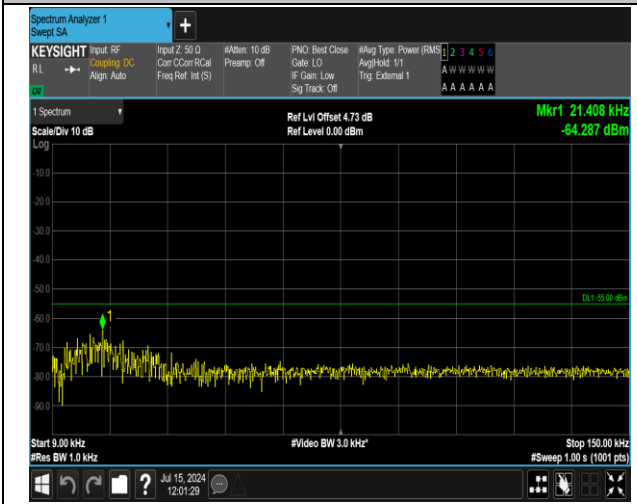 Spectrum Analyzer 1
Swept SA
+
KEYSIGHT Input: RF Input Z: 50 Ω #Atten: 10 dB PNO: Best Close #Avg Type: Power (RMS 1 2 3 4 5 6
RL Coupling: DC Corr CCorr RCal Preamp: Off Gate: LO Avg|Hold: 1/1 A W W W W W
Align: Auto Freq Ref: Int (S) IF Gain: Low Trig: External 1
Sig Track: Off A A A A A A
1 Spectrum Ref Lvl Offset 4.73 dB Mkr1 21.408 kHz
Scale/Div 10 dB Ref Level 0.00 dBm -64.287 dBm
Log
-10.0
-20.0
-30.0
-40.0
-50.0
DL1 -55.00 dBm
-60.0
1
-70.0
-80.0
-90.0
Start 9.00 kHz #Video BW 3.0 kHz* Stop 150.00 kHz
#Res BW 1.0 kHz #Sweep 1.00 s (1001 pts)
? Jul 15, 2024
12:01:29